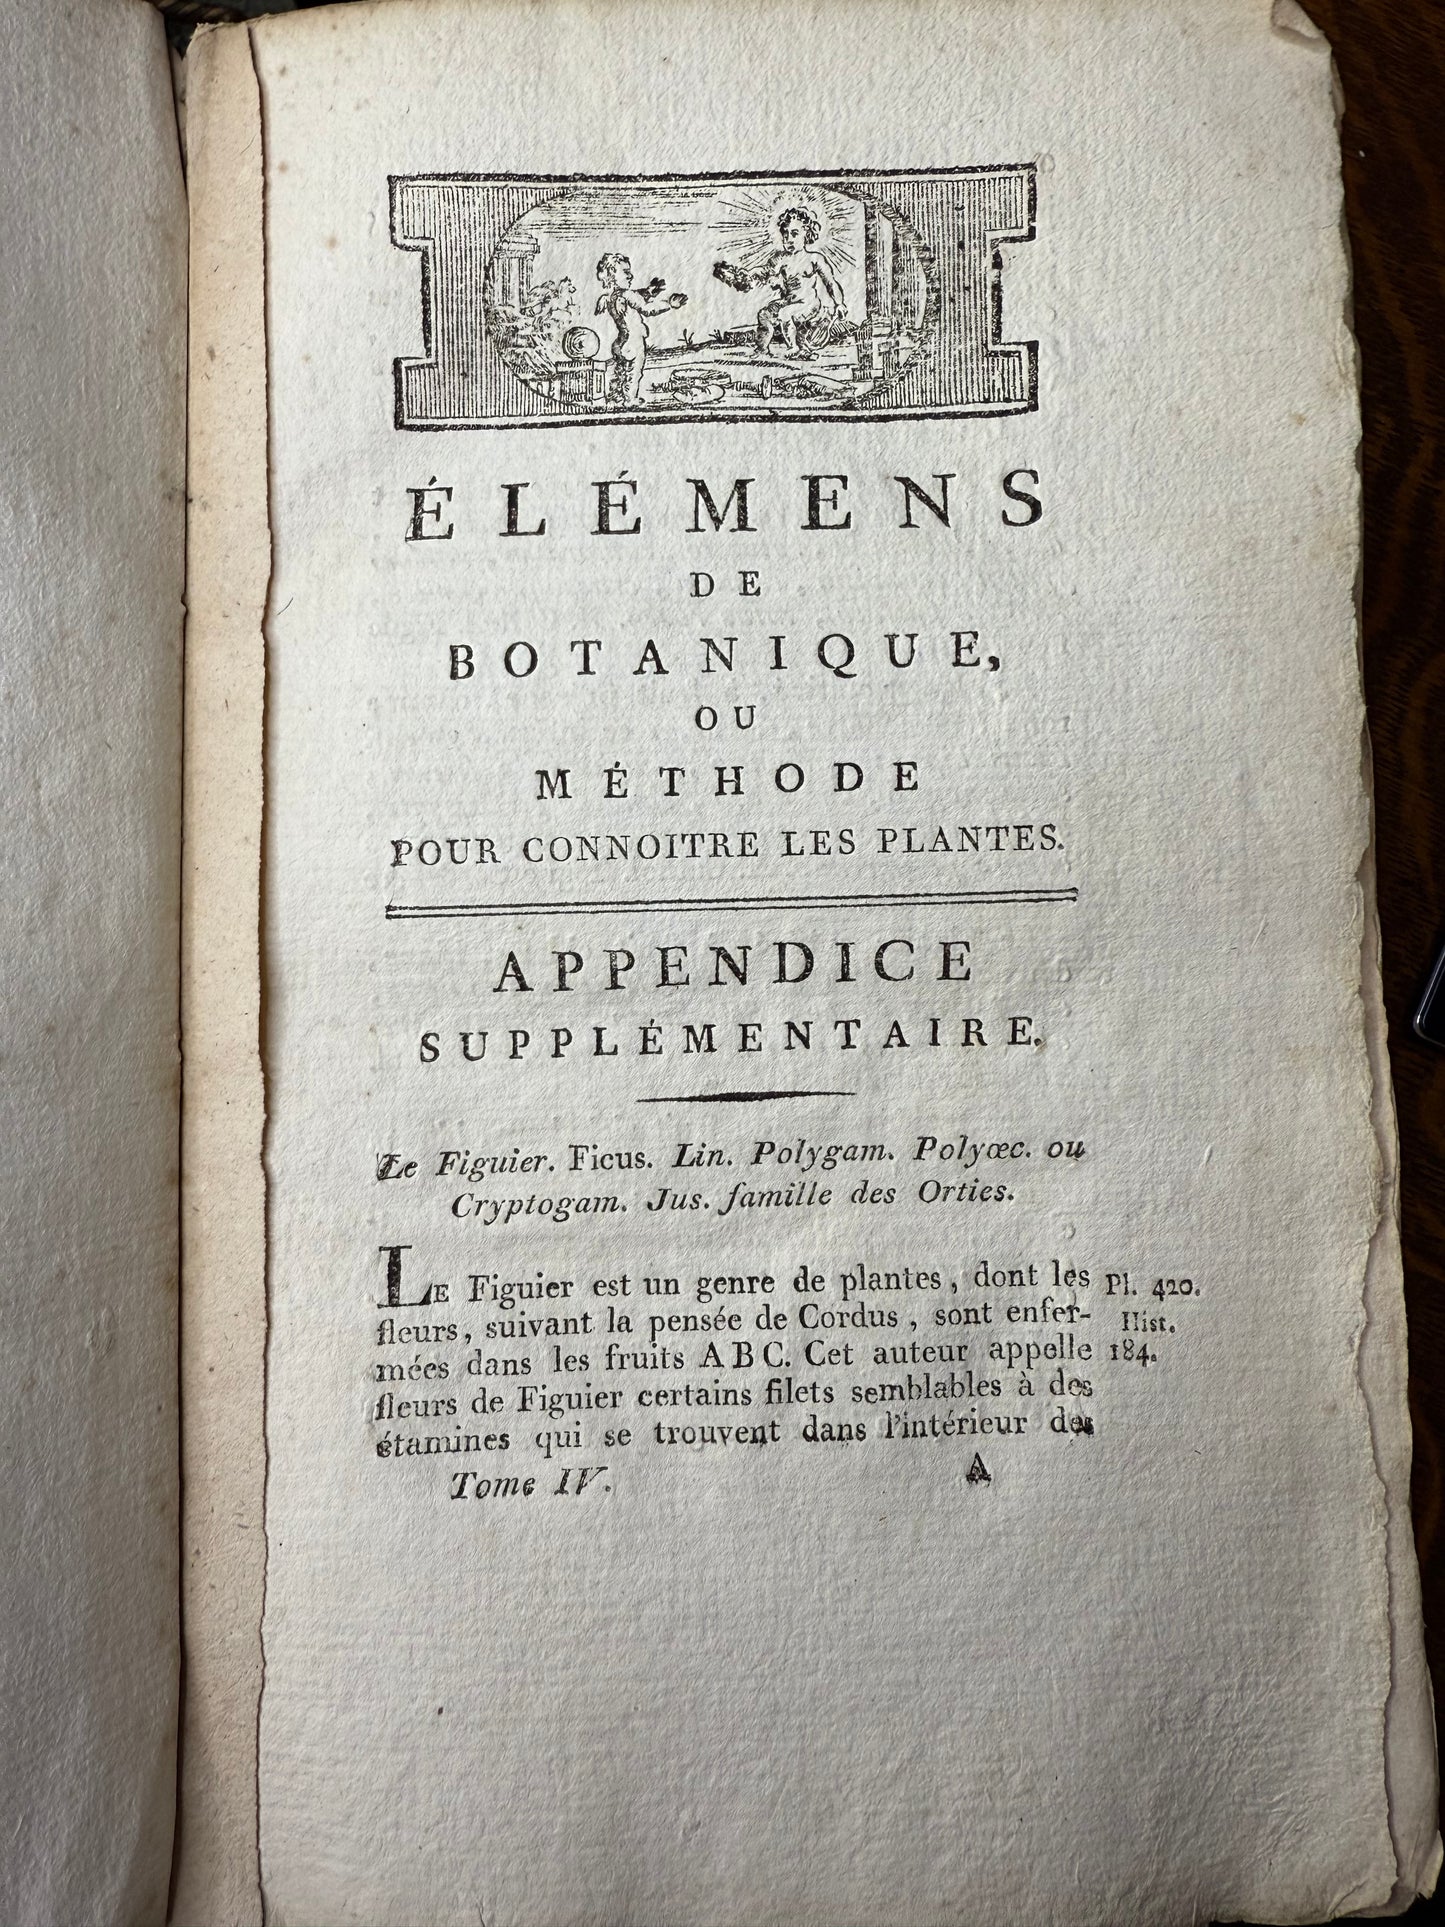 ÉLÉMENS
DE
BOTANIQUE,
OU
MÉTHODE
POUR CONNOITRE LES PLANTES.
APPENDICE
SUPPLÉMENTAIRE.
Le Figuier. Ficus. Lin. Polygam. Polyœc. ou
Cryptogam. Jus. famille des Orties.
LE Figuier est un genre de plantes, dont les Pl. 420.
fleurs, suivant la pensée de Cordus, sont enfer- Hist.
mées dans les fruits A B C. Cet auteur appelle 184.
fleurs de Figuier certains filets semblables à des
étamines qui se trouvent dans l'intérieur des
Tome IV. A